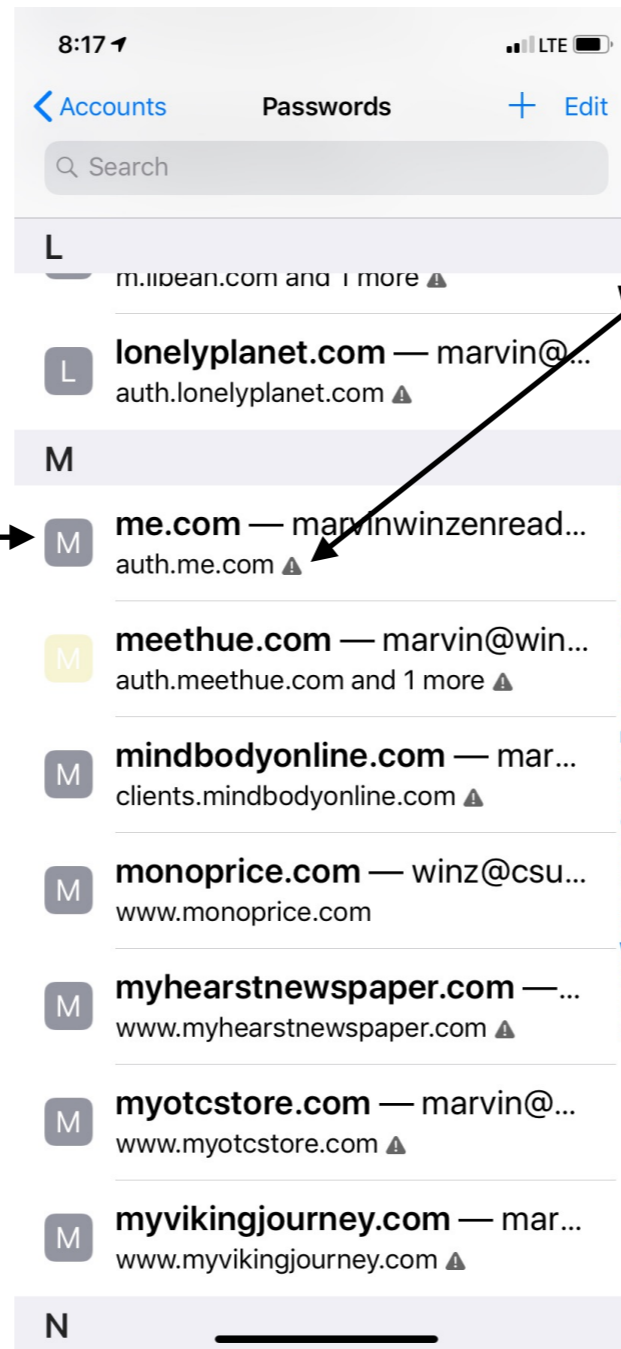 8:17 LTE
Accounts Passwords + Edit
Search
L
m.llbean.com and 1 more
L lonelyplanet.com — marvin@...
auth.lonelyplanet.com
M
M me.com — marvinwinzenread...
auth.me.com
M meethue.com — marvin@win...
auth.meethue.com and 1 more
M mindbodyonline.com — mar...
clients.mindbodyonline.com
M monoprice.com — winz@csu...
www.monoprice.com
M myhearstnewspaper.com —...
www.myhearstnewspaper.com
M myotcstore.com — marvin@...
www.myotcstore.com
M myvikingjourney.com — mar...
www.myvikingjourney.com
N